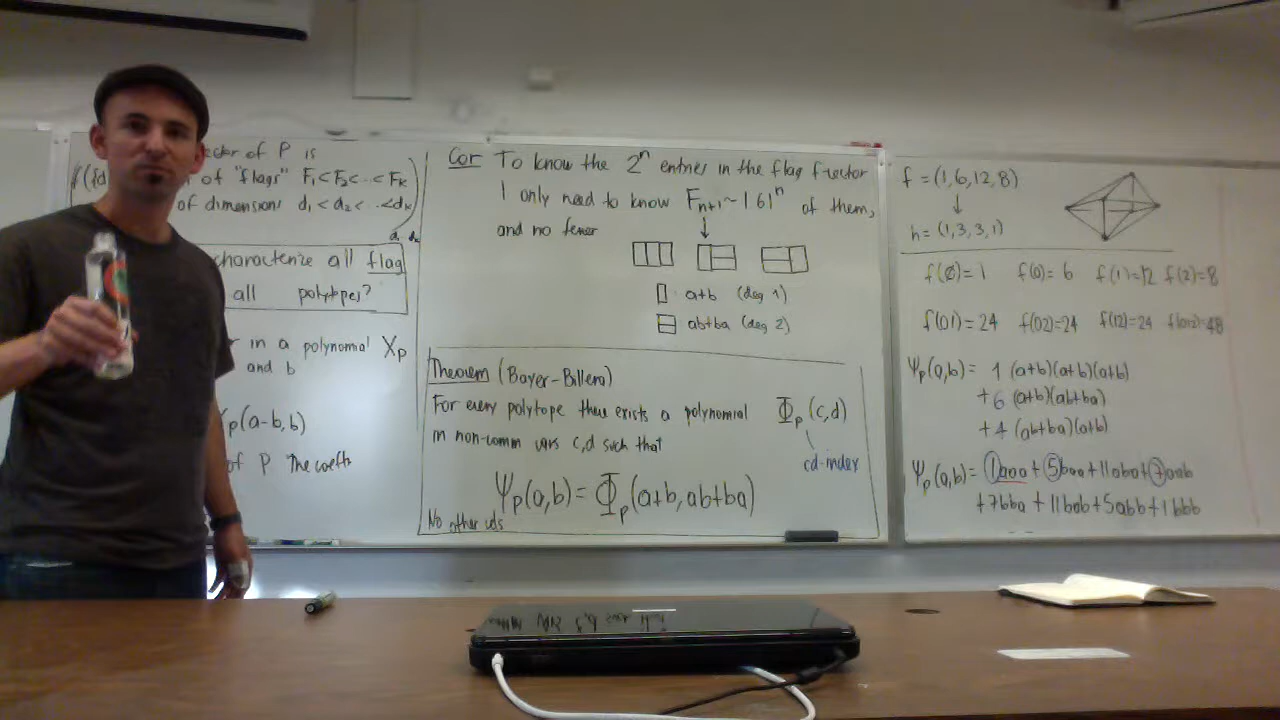 ector of P is
of "flags" F₁<F₂<..<Fₖ
of dimensions d₁<d₂<..<dₖ
characterize all flag
all polytopes?
r in a polynomial Xₚ
and b
p(a-b,b)
of P The coeffs
Cor To know the 2ⁿ entries in the flag f-vector
I only need to know Fₙ₊₁~1.61ⁿ of them,
and no fewer
a+b (deg 1)
ab+ba (deg 2)
Theorem (Bayer-Billera)
For every polytope there exists a polynomial Φₚ(c,d)
in non-comm vars c,d such that
cd-index
Ψₚ(a,b) = Φₚ(a+b, ab+ba)
No other
f = (1,6,12,8)
h = (1,3,3,1)
f(∅)=1 f(0)=6 f(1)=12 f(2)=8
f(01)=24 f(02)=24 f(12)=24 f(012)=48
Ψₚ(a,b) = 1 (a+b)(a+b)(a+b)
+6 (a+b)(ab+ba)
+4 (ab+ba)(a+b)
Ψₚ(a,b) = 1aaa + 5baa + 11aba + 7aab
+7bba + 11bab + 5abb + 1bbb